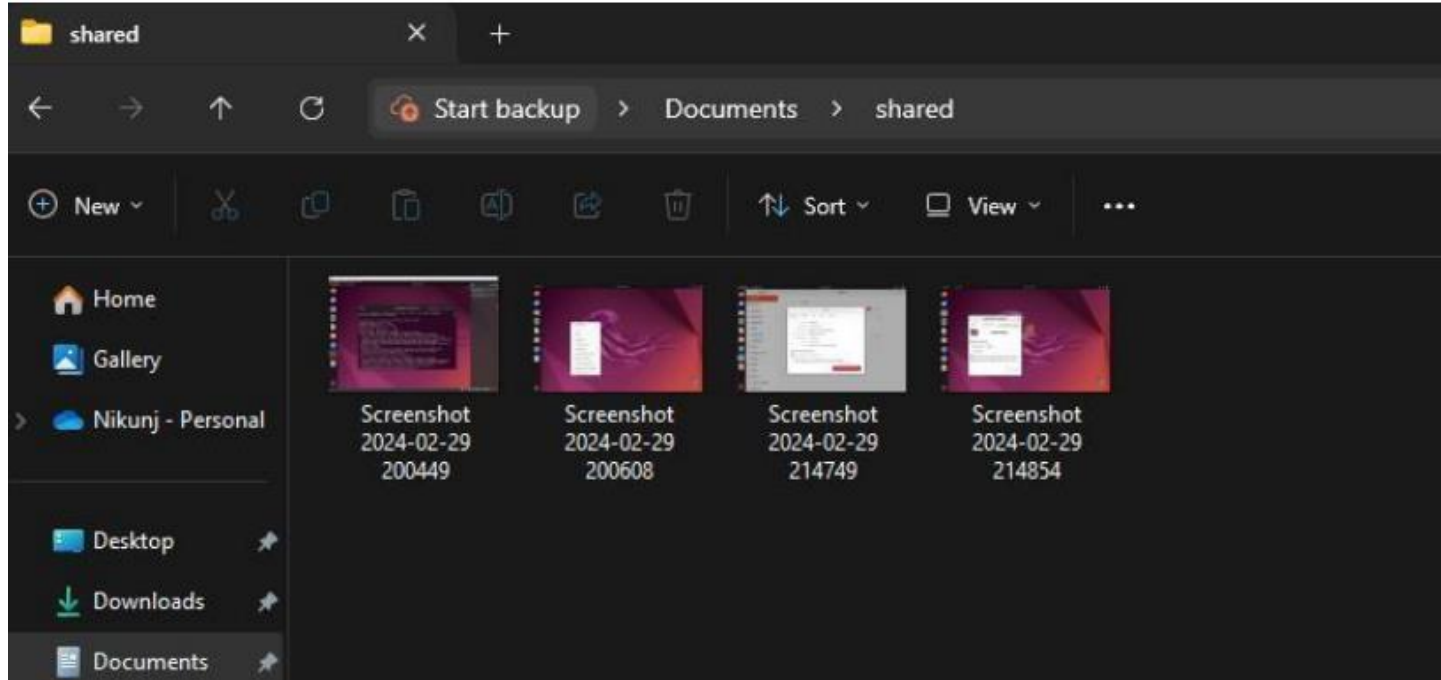 shared
Start backup > Documents > shared
New Sort View
Home
Gallery
Nikunj - Personal
Desktop
Downloads
Documents
Screenshot
2024-02-29
200449
Screenshot
2024-02-29
200608
Screenshot
2024-02-29
214749
Screenshot
2024-02-29
214854